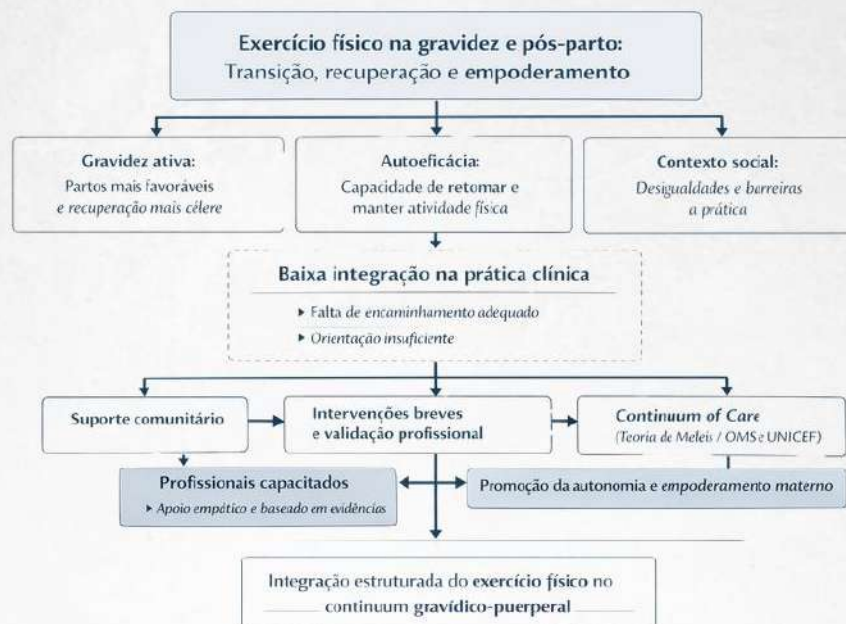 Exercício físico na gravidez e pós-parto:
Transição, recuperação e empoderamento
Gravidez ativa:
Partos mais favoráveis
e recuperação mais célere
Autoeficácia:
Capacidade de retomar e
manter atividade física
Contexto social:
Desigualdades e barreiras
a prática
Baixa integração na prática clínica
▸ Falta de encaminhamento adequado
▸ Orientação insuficiente
Suporte comunitário
Intervenções breves
e validação profissional
Continuum of Care
(Teoria de Meleis / OMS e UNICEF)
Profissionais capacitados
▸ Apoio empático e baseado em evidências
Promoção da autonomia e empoderamento materno
Integração estruturada do exercício físico no
continuum gravídico-puerperal